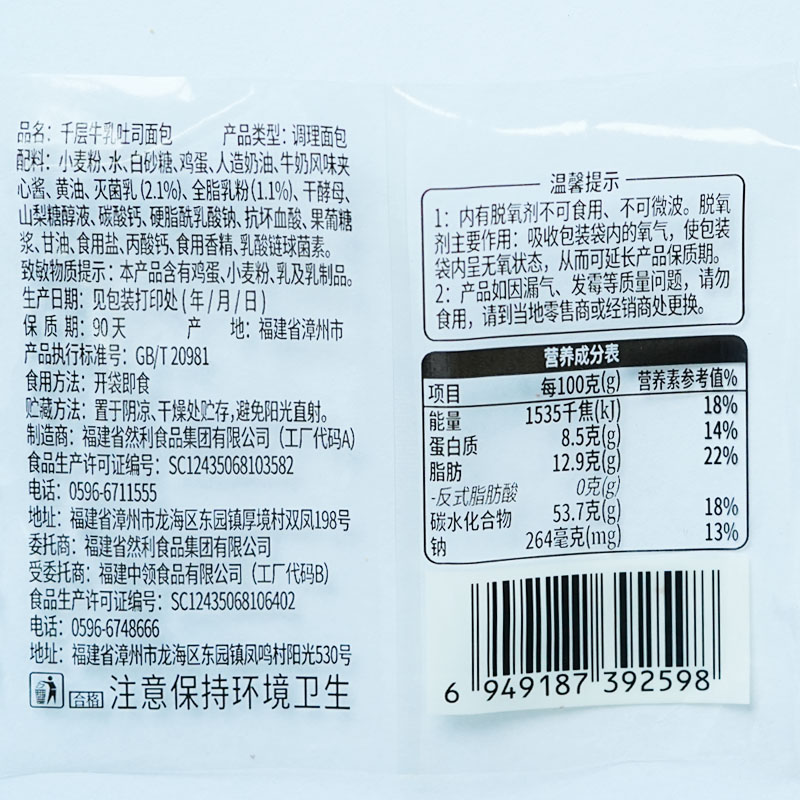 品名：千层牛乳吐司面包 产品类型：调理面包
配料：小麦粉、水、白砂糖、鸡蛋、人造奶油、牛奶风味夹
心酱、黄油、灭菌乳(2.1%)、全脂乳粉(1.1%)、干酵母、
山梨糖醇液、碳酸钙、硬脂酰乳酸钠、抗坏血酸、果葡糖
浆、甘油、食用盐、丙酸钙、食用香精、乳酸链球菌素。
致敏物质提示：本产品含有鸡蛋、小麦粉、乳及乳制品。
生产日期：见包装打印处(年/月/日)
保质期：90天 产地：福建省漳州市
产品执行标准号：GB/T 20981
食用方法：开袋即食
贮藏方法：置于阴凉、干燥处贮存,避免阳光直射。
制造商：福建省然利食品集团有限公司（工厂代码A）
食品生产许可证编号：SC12435068103582
电话：0596-6711555
地址：福建省漳州市龙海区东园镇厚境村双凤198号
委托商：福建省然利食品集团有限公司
受委托商：福建中领食品有限公司（工厂代码B）
食品生产许可证编号：SC12435068106402
电话：0596-6748666
地址：福建省漳州市龙海区东园镇凤鸣村阳光530号
合格 注意保持环境卫生
温馨提示
1：内有脱氧剂不可食用、不可微波。脱氧
剂主要作用：吸收包装袋内的氧气，使包装
袋内呈无氧状态，从而可延长产品保质期。
2：产品如因漏气、发霉等质量问题，请勿
食用，请到当地零售商或经销商处更换。
营养成分表
项目 每100克(g) 营养素参考值%
能量 1535千焦(kJ) 18%
蛋白质 8.5克(g) 14%
脂肪 12.9克(g) 22%
-反式脂肪酸 0克(g)
碳水化合物 53.7克(g) 18%
钠 264毫克(mg) 13%
6 949187 392598